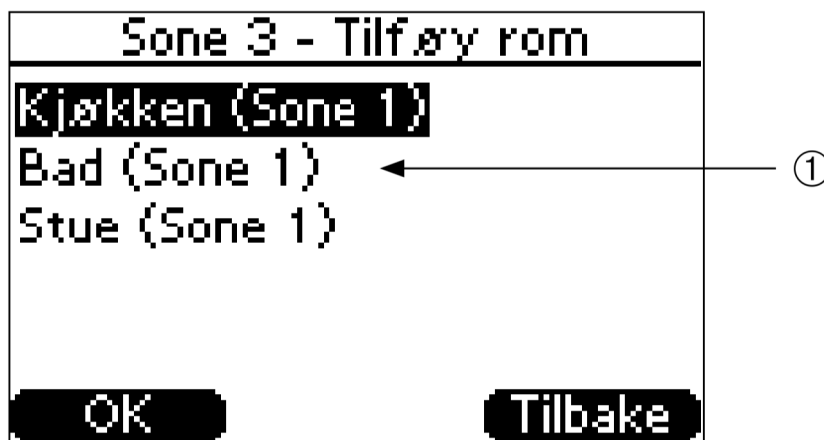 Sone 3 - Tilføy rom
Kjøkken (Sone 1)
Bad (Sone 1)
①
Stue (Sone 1)
OK
Tilbake